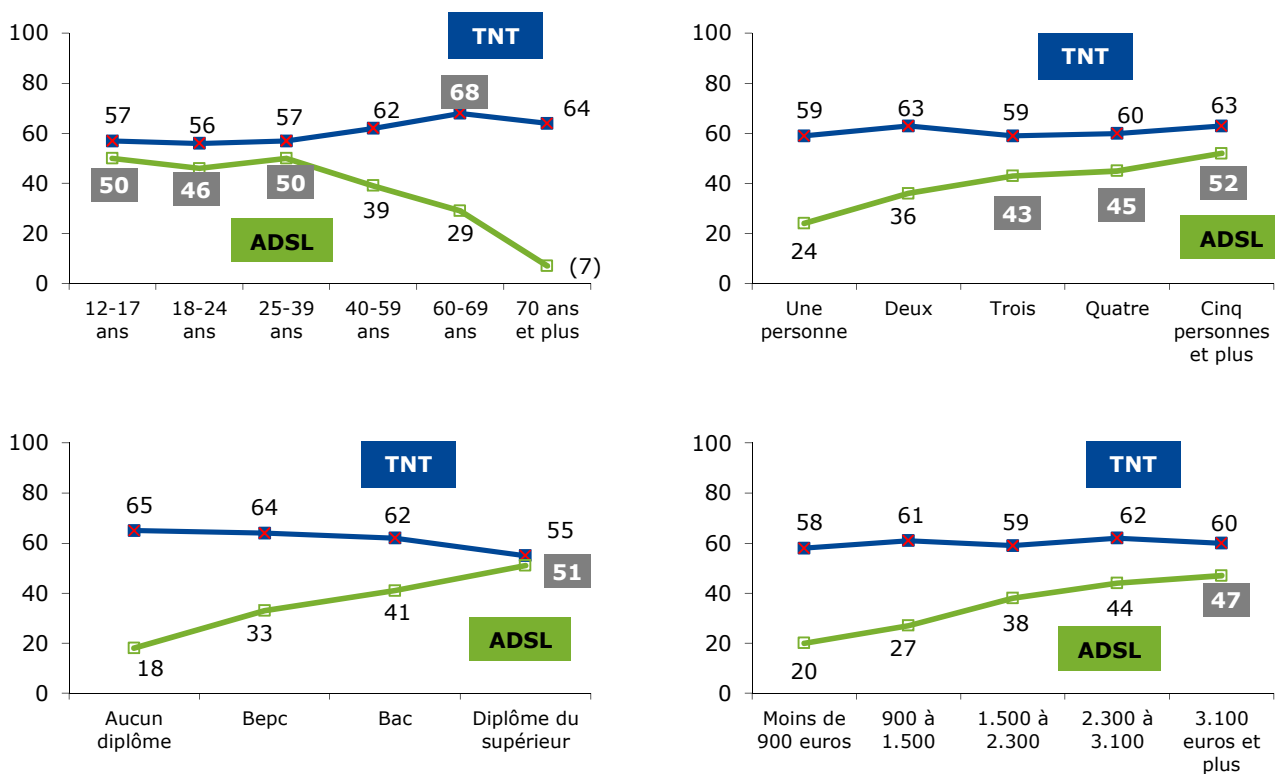 100
80
60
40
20
0
TNT
57
56
57
62
68
64
50
46
50
39
29
(7)
ADSL
12-17
ans
18-24
ans
25-39
ans
40-59
ans
60-69
ans
70 ans
et plus
100
80
60
40
20
0
TNT
59
63
59
60
63
24
36
43
45
52
ADSL
Une
personne
Deux
Trois
Quatre
Cinq
personnes
et plus
100
80
60
40
20
0
TNT
65
64
62
55
18
33
41
51
ADSL
Aucun
diplôme
Bepc
Bac
Diplôme du
supérieur
100
80
60
40
20
0
TNT
58
61
59
62
60
20
27
38
44
47
ADSL
Moins de
900 euros
900 à
1.500
1.500 à
2.300
2.300 à
3.100
3.100
euros et
plus